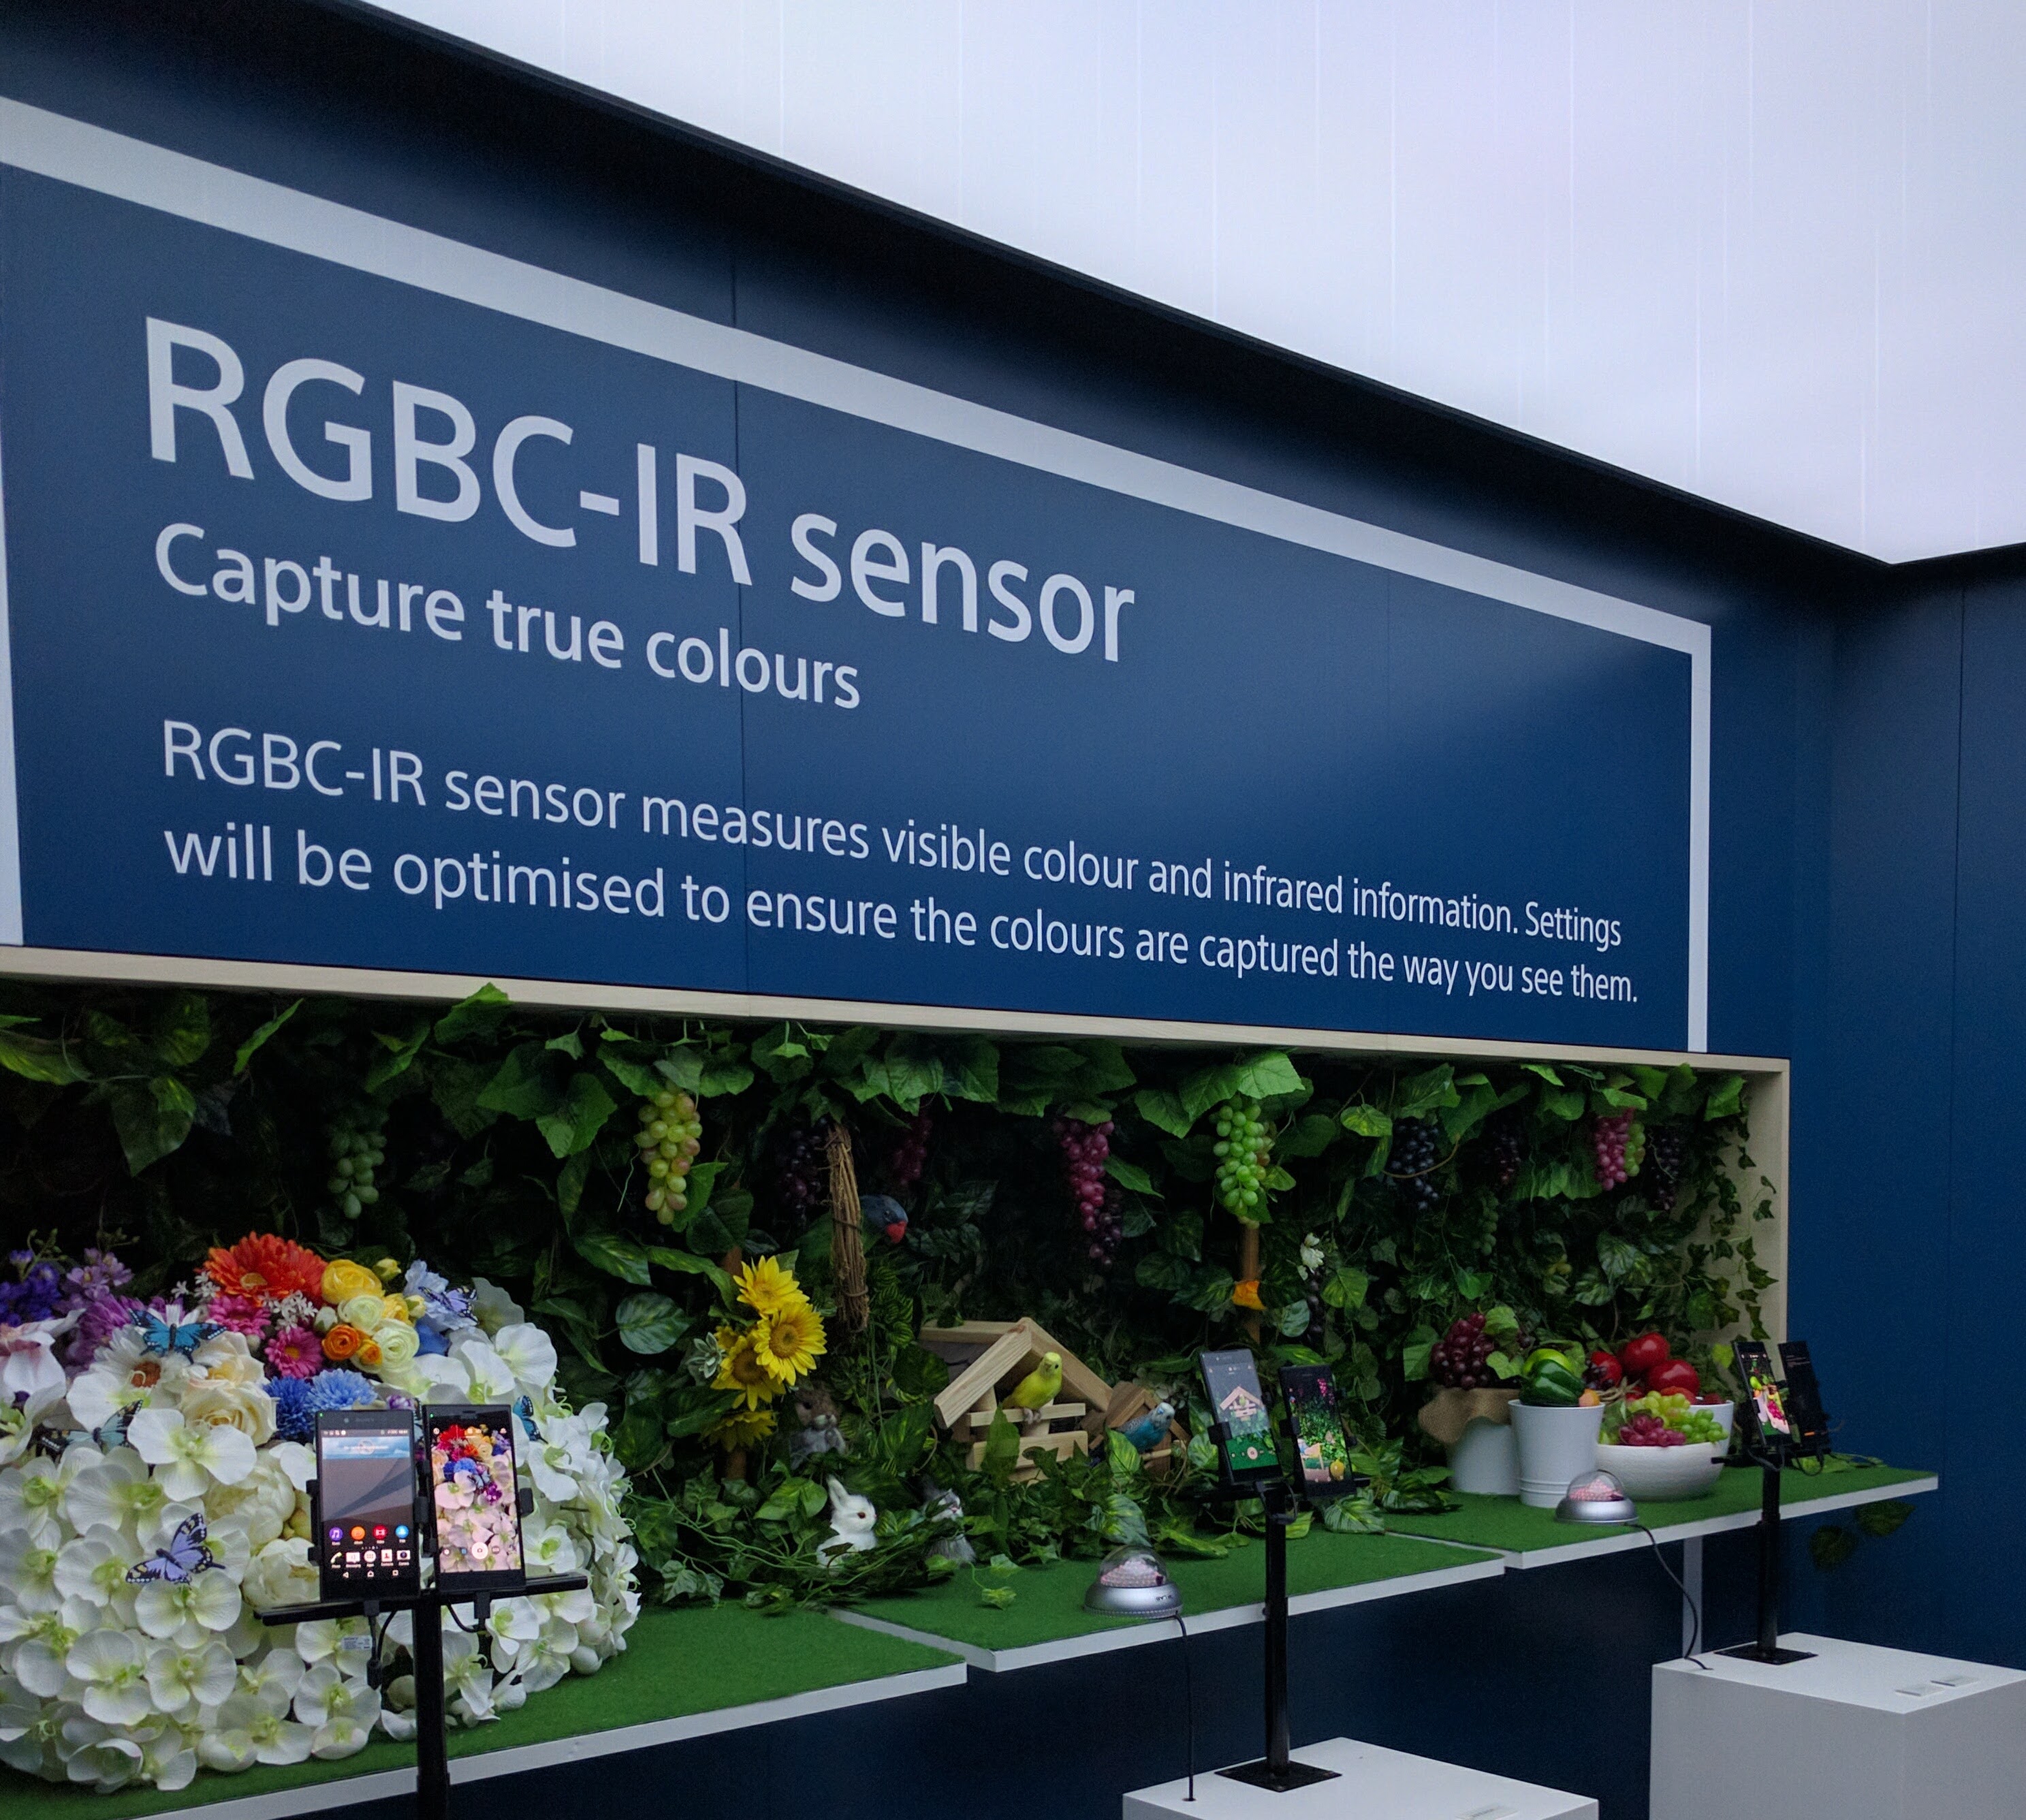 RGBC-IR sensor
Capture true colours
RGBC-IR sensor measures visible colour and infrared information. Settings
will be optimised to ensure the colours are captured the way you see them.